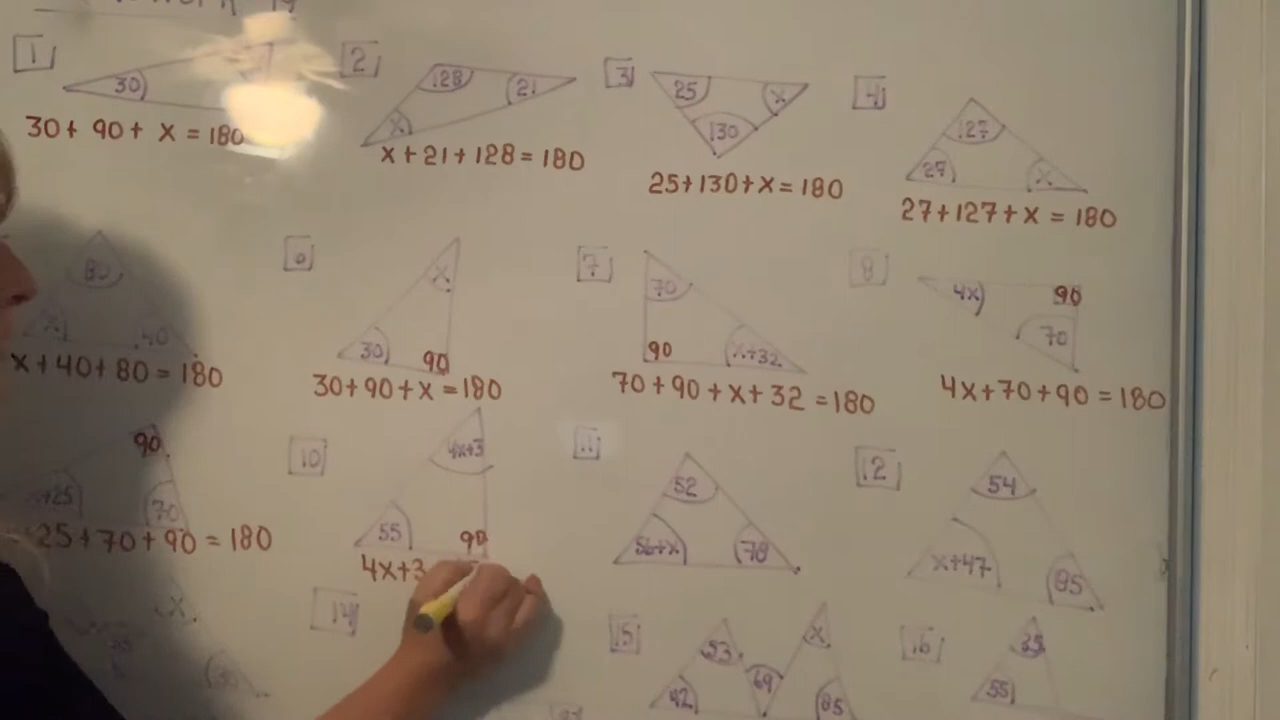 1
30
30 + 90 + x = 180
2
128
21
x
x + 21 + 128 = 180
3
25
x
130
25 + 130 + x = 180
4
127
27
x
27 + 127 + x = 180
80
x
40
x + 40 + 80 = 180
6
x
30
90
30 + 90 + x = 180
7
70
90
x+32
70 + 90 + x + 32 = 180
8
4x
90
70
4x + 70 + 90 = 180
90
+25
70
25 + 70 + 90 = 180
10
4x+3
55
90
4x+3
11
52
56+x
78
12
54
x+47
85
x
30
14
15
53
42
69
x
85
16
35
55